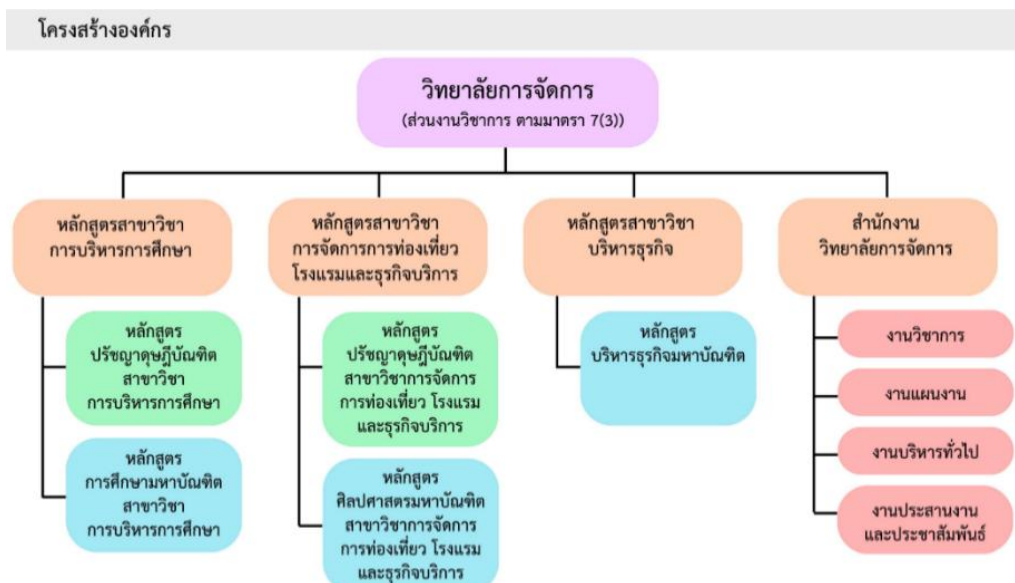 โครงสร้างองค์กร
วิทยาลัยการจัดการ
(ส่วนงานวิชาการ ตามมาตรา 7(3))
หลักสูตรสาขาวิชา
การบริหารการศึกษา
หลักสูตร
ปรัชญาดุษฎีบัณฑิต
สาขาวิชา
การบริหารการศึกษา
หลักสูตร
การศึกษามหาบัณฑิต
สาขาวิชา
การบริหารการศึกษา
หลักสูตรสาขาวิชา
การจัดการการท่องเที่ยว
โรงแรมและธุรกิจบริการ
หลักสูตร
ปรัชญาดุษฎีบัณฑิต
สาขาวิชาการจัดการ
การท่องเที่ยว โรงแรม
และธุรกิจบริการ
หลักสูตร
ศิลปศาสตรมหาบัณฑิต
สาขาวิชาการจัดการ
การท่องเที่ยว โรงแรม
และธุรกิจบริการ
หลักสูตรสาขาวิชา
บริหารธุรกิจ
หลักสูตร
บริหารธุรกิจมหาบัณฑิต
สำนักงาน
วิทยาลัยการจัดการ
งานวิชาการ
งานแผนงาน
งานบริหารทั่วไป
งานประสานงาน
และประชาสัมพันธ์